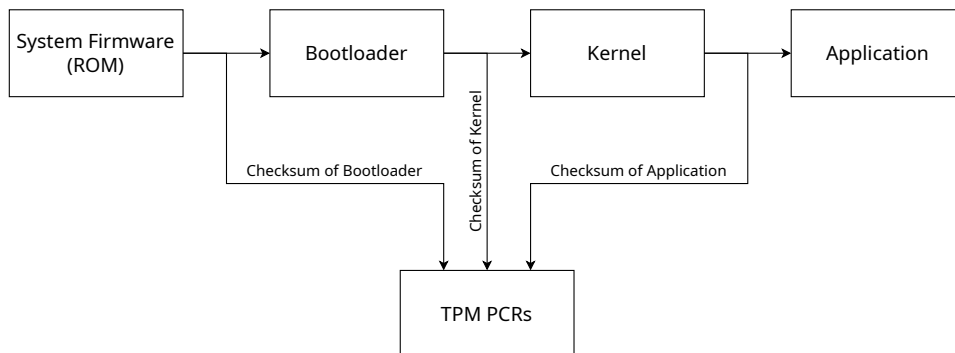 System Firmware
(ROM)
Bootloader
Kernel
Application
Checksum of Bootloader
Checksum of Kernel
Checksum of Application
TPM PCRs